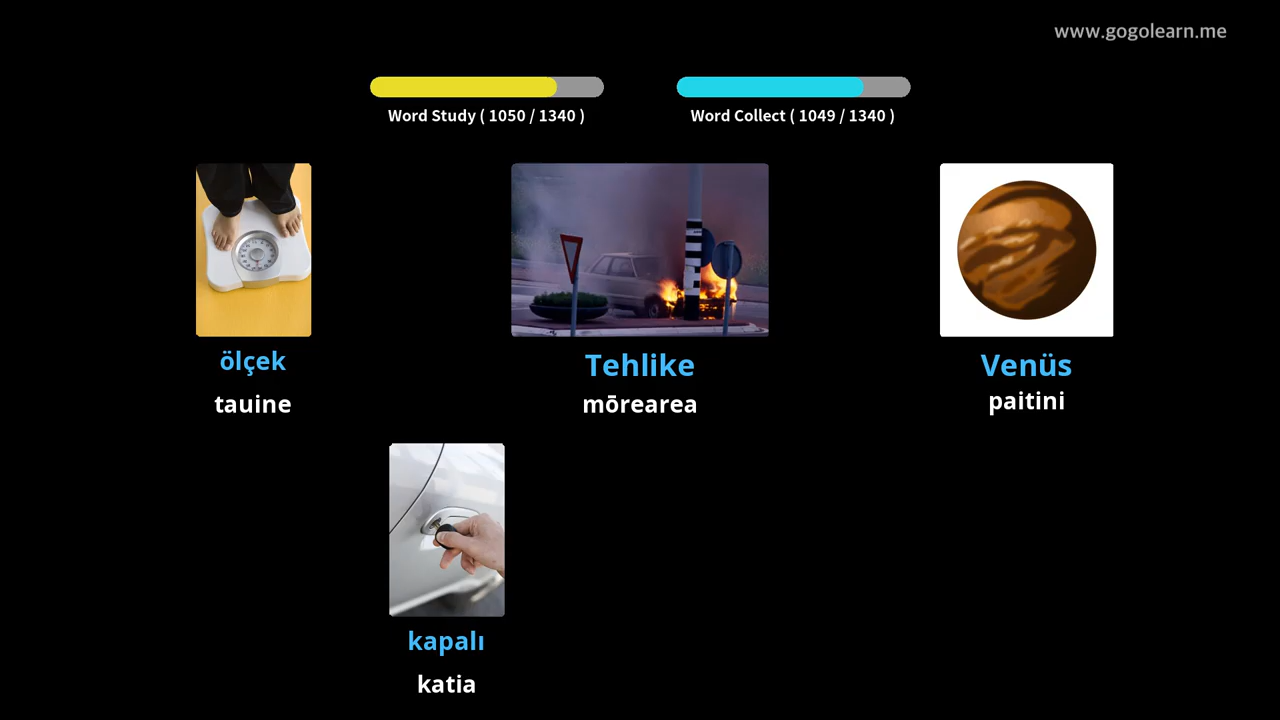 www.gogolearn.me
Word Study ( 1050 / 1340 )
Word Collect ( 1049 / 1340 )
ölçek
Tehlike
Venüs
tauine
mōrearea
paitini
kapalı
katia